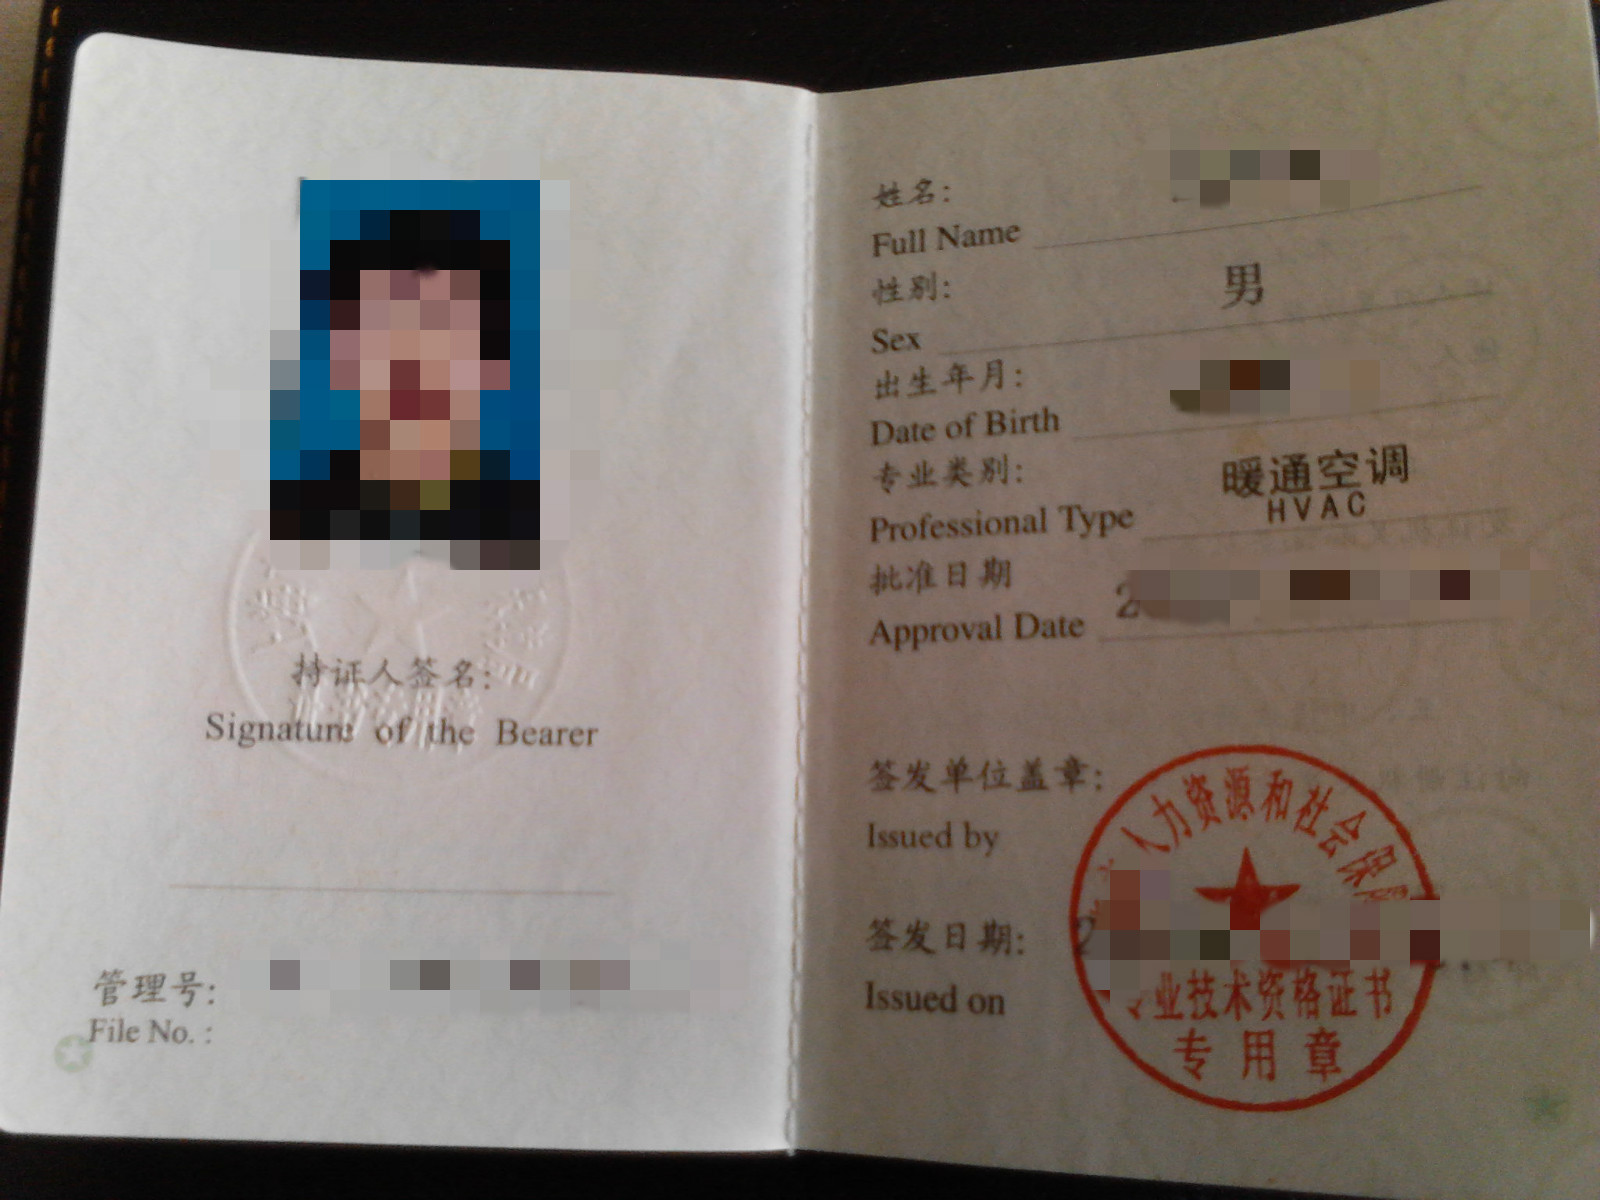 持证人签名:
Signature of the Bearer
管理号:
File No. :
姓名:
Full Name
性别: 男
Sex
出生年月:
Date of Birth
专业类别: 暖通空调
Professional Type HVAC
批准日期
Approval Date
签发单位盖章:
Issued by
签发日期:
Issued on
人力资源和社会保障
业技术资格证书
专用章